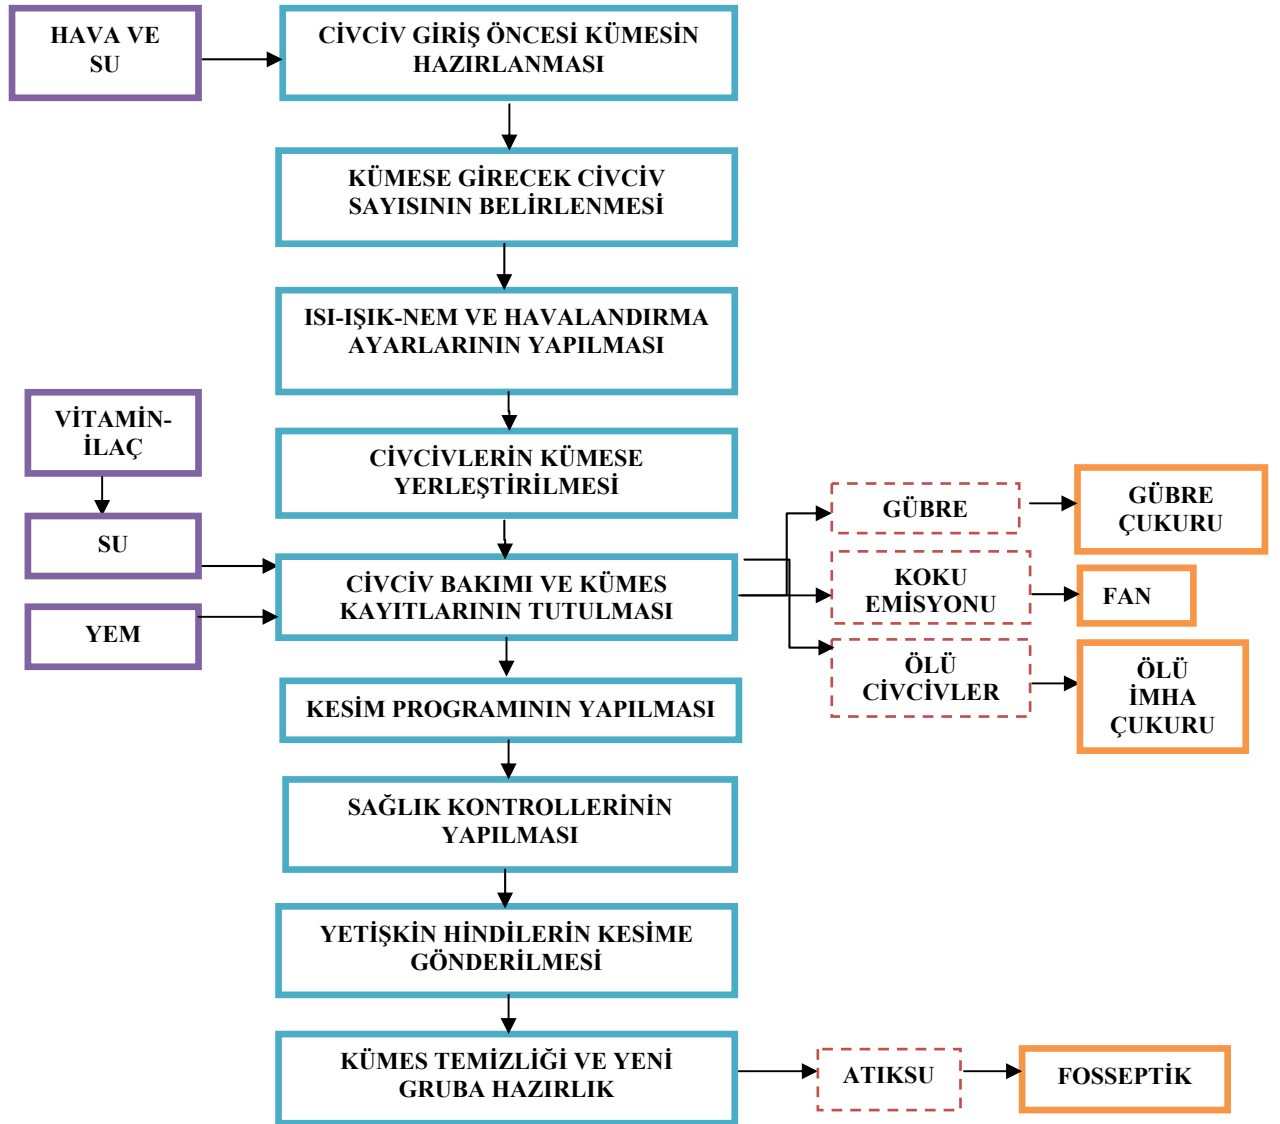 HAVA VE
SU
CİVCİV GİRİŞ ÖNCESİ KÜMESİN
HAZIRLANMASI
KÜMESE GİRECEK CİVCİV
SAYISININ BELİRLENMESİ
ISI-IŞIK-NEM VE HAVALANDIRMA
AYARLARININ YAPILMASI
VİTAMİN-
İLAÇ
CİVCİVLERİN KÜMESE
YERLEŞTİRİLMESİ
SU
YEM
CİVCİV BAKIMI VE KÜMES
KAYITLARININ TUTULMASI
GÜBRE
GÜBRE
ÇUKURU
KOKU
EMİSYONU
FAN
ÖLÜ
CİVCİVLER
ÖLÜ
İMHA
ÇUKURU
KESİM PROGRAMININ YAPILMASI
SAĞLIK KONTROLLERİNİN
YAPILMASI
YETİŞKİN HİNDİLERİN KESİME
GÖNDERİLMESİ
KÜMES TEMİZLİĞİ VE YENİ
GRUBA HAZIRLIK
ATIKSU
FOSSEPTİK